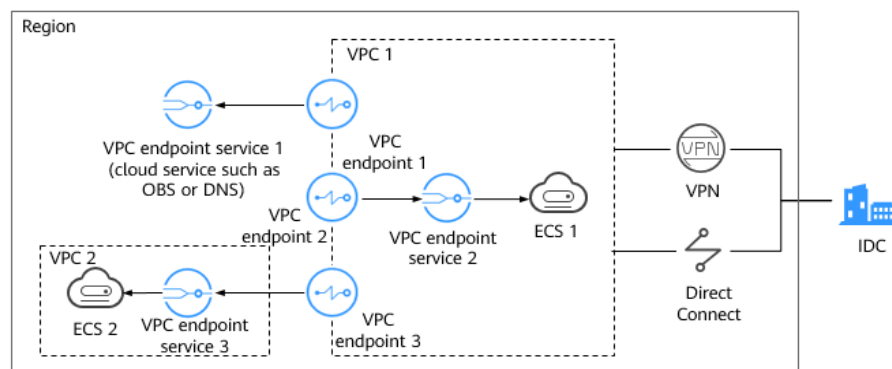 Region
VPC 1
VPC endpoint service 1
(cloud service such as
OBS or DNS)
VPC
endpoint 1
VPC
endpoint 2
VPC endpoint
service 2
ECS 1
VPN
VPN
IDC
VPC 2
ECS 2
VPC endpoint
service 3
VPC
endpoint 3
Direct
Connect